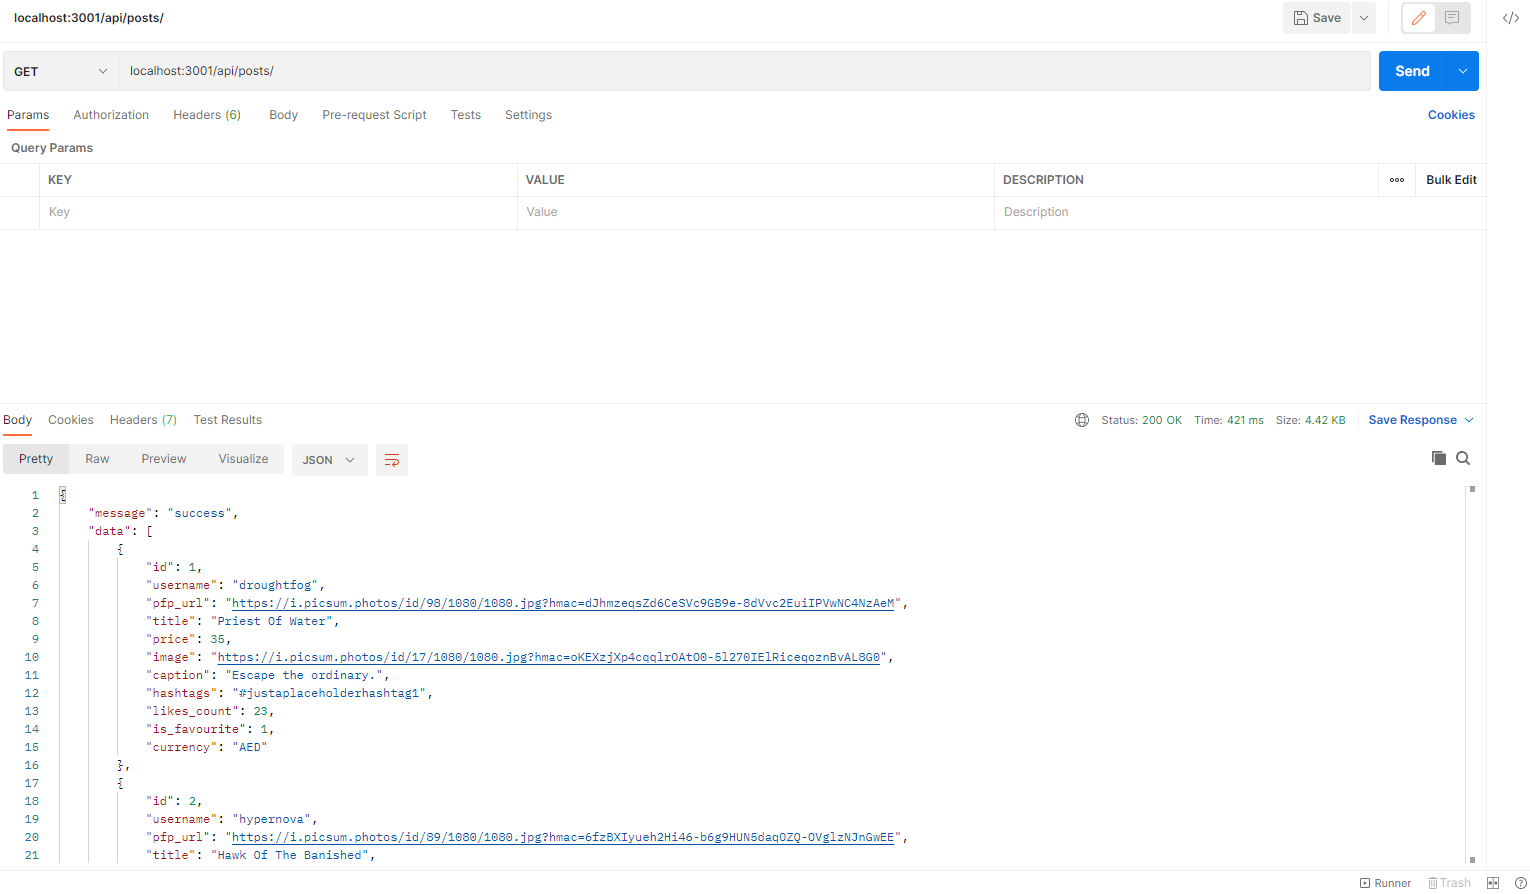 localhost:3001/api/posts/
Save
</>
GET
localhost:3001/api/posts/
Send
Params Authorization Headers (6) Body Pre-request Script Tests Settings Cookies
Query Params
KEY VALUE DESCRIPTION Bulk Edit
Key Value Description
Body Cookies Headers (7) Test Results Status: 200 OK Time: 421 ms Size: 4.42 KB Save Response
Pretty Raw Preview Visualize JSON
1 {
2 "message": "success",
3 "data": [
4 {
5 "id": 1,
6 "username": "droughtfog",
7 "pfp_url": "https://i.picsum.photos/id/98/1080/1080.jpg?hmac=dJhmzeqsZd6CeSVc9GB9e-8dVvc2EuiIPVwNC4NzAeM",
8 "title": "Priest Of Water",
9 "price": 35,
10 "image": "https://i.picsum.photos/id/17/1080/1080.jpg?hmac=oKEXzjXp4cqqlrOAtO0-5l270IElRiceqoznBvAL8G0",
11 "caption": "Escape the ordinary.",
12 "hashtags": "#justaplaceholderhashtag1",
13 "likes_count": 23,
14 "is_favourite": 1,
15 "currency": "AED"
16 },
17 {
18 "id": 2,
19 "username": "hypernova",
20 "pfp_url": "https://i.picsum.photos/id/89/1080/1080.jpg?hmac=6fzBXIyueh2Hi46-b6g9HUN5daqOZQ-OVglzNJnGwEE",
21 "title": "Hawk Of The Banished",
Runner Trash